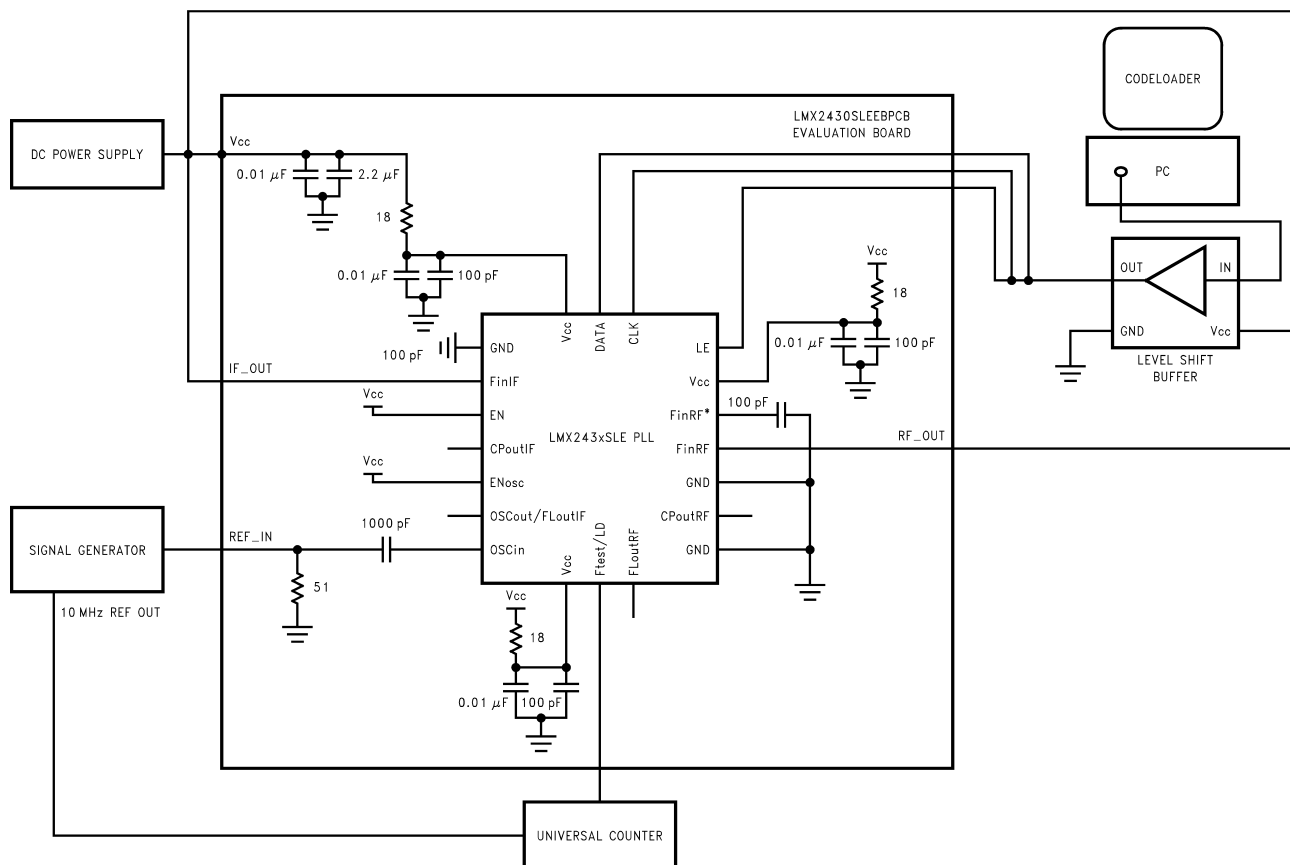 CODELOADER
LMX2430SLEEBPCB
EVALUATION BOARD
DC POWER SUPPLY
Vcc
0.01 µF
2.2 µF
PC
18
Vcc
OUT
IN
0.01 µF
100 pF
18
GND
Vcc
LEVEL SHIFT
BUFFER
Vcc
DATA
CLK
100 pF
GND
LE
0.01 µF
100 pF
IF_OUT
FinIF
Vcc
Vcc
EN
100 pF
FinRF*
CPoutIF
LMX243xSLE PLL
FinRF
RF_OUT
Vcc
ENosc
GND
OSCout/FLoutIF
CPoutRF
SIGNAL GENERATOR
REF_IN
1000 pF
OSCin
Vcc
Ftest/LD
FLoutRF
GND
51
10 MHz REF OUT
Vcc
18
0.01 µF
100 pF
UNIVERSAL COUNTER